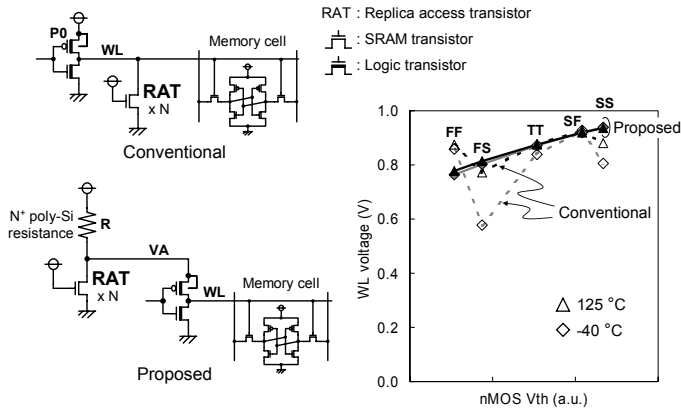 RAT : Replica access transistor
: SRAM transistor
: Logic transistor
P0
WL
Memory cell
RAT
x N
Conventional
N+ poly-Si
resistance
R
VA
RAT
x N
WL
Memory cell
Proposed
1.0
0.8
0.6
0.4
0.2
0.0
WL voltage (V)
nMOS Vth (a.u.)
FF
FS
TT
SF
SS
Proposed
Conventional
125 °C
-40 °C